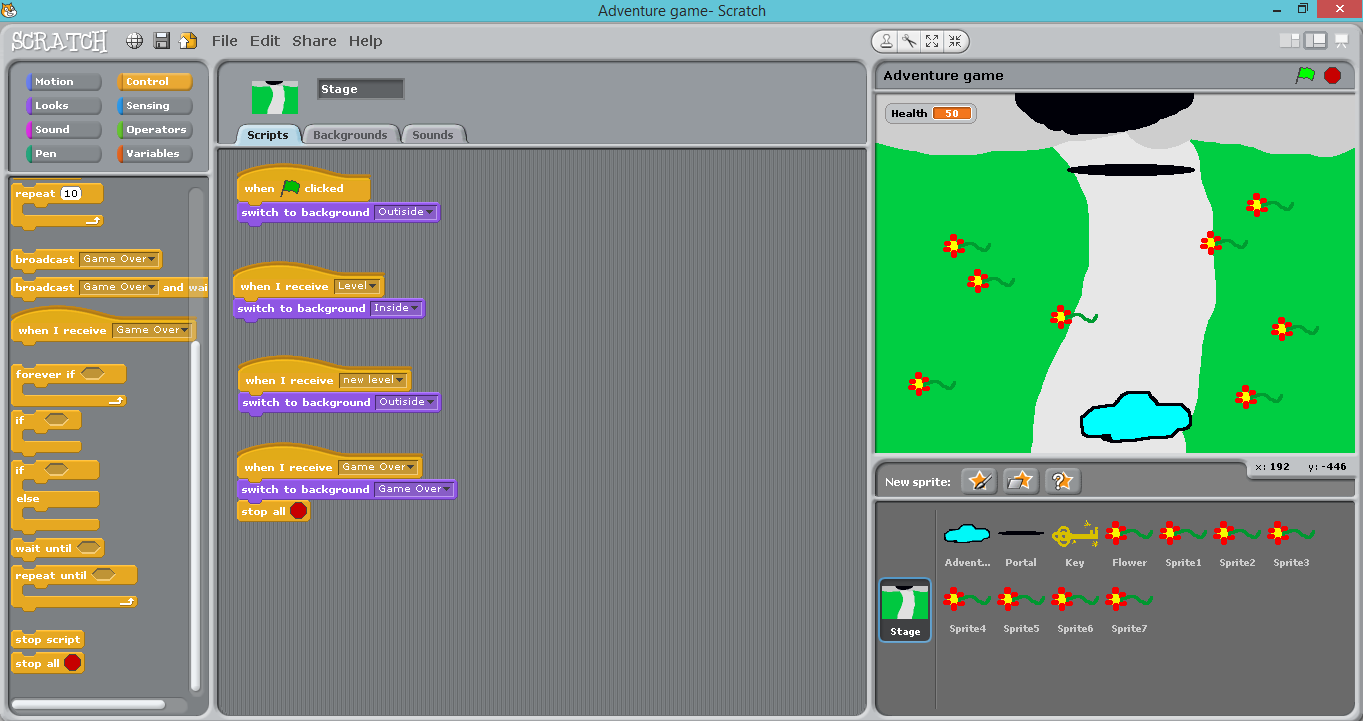 Adventure game- Scratch
SCRATCH
File Edit Share Help
Motion Control
Looks Sensing
Sound Operators
Pen Variables
repeat 10
broadcast Game Over
broadcast Game Over and wai
when I receive Game Over
forever if
if
if
else
wait until
repeat until
stop script
stop all
Stage
Scripts Backgrounds Sounds
when clicked
switch to background Outiside
when I receive Level
switch to background Inside
when I receive new level
switch to background Outiside
when I receive Game Over
switch to background Game Over
stop all
Adventure game
Health 50
x: 192 y: -446
New sprite:
Advent... Portal Key Flower Sprite1 Sprite2 Sprite3
Sprite4 Sprite5 Sprite6 Sprite7
Stage